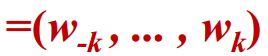 =(w-k, ... , wk)